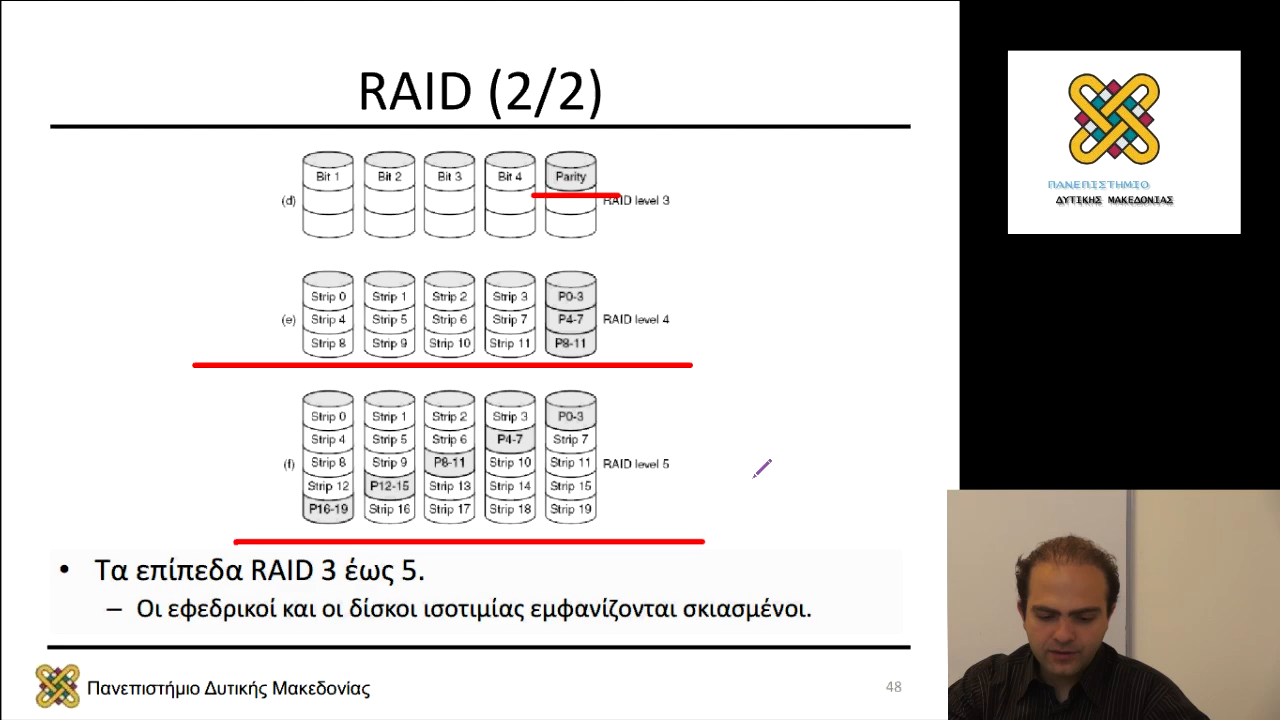 RAID (2/2)
Bit 1 Bit 2 Bit 3 Bit 4 Parity
(d) RAID level 3
Strip 0 Strip 1 Strip 2 Strip 3 P0-3
(e) Strip 4 Strip 5 Strip 6 Strip 7 P4-7 RAID level 4
Strip 8 Strip 9 Strip 10 Strip 11 P8-11
Strip 0 Strip 1 Strip 2 Strip 3 P0-3
Strip 4 Strip 5 Strip 6 P4-7 Strip 7
(f) Strip 8 Strip 9 P8-11 Strip 10 Strip 11 RAID level 5
Strip 12 P12-15 Strip 13 Strip 14 Strip 15
P16-19 Strip 16 Strip 17 Strip 18 Strip 19
• Τα επίπεδα RAID 3 έως 5.
– Οι εφεδρικοί και οι δίσκοι ισοτιμίας εμφανίζονται σκιασμένοι.
Πανεπιστήμιο Δυτικής Μακεδονίας
48
ΠΑΝΕΠΙΣΤΗΜΙΟ
ΔΥΤΙΚΗΣ ΜΑΚΕΔΟΝΙΑΣ